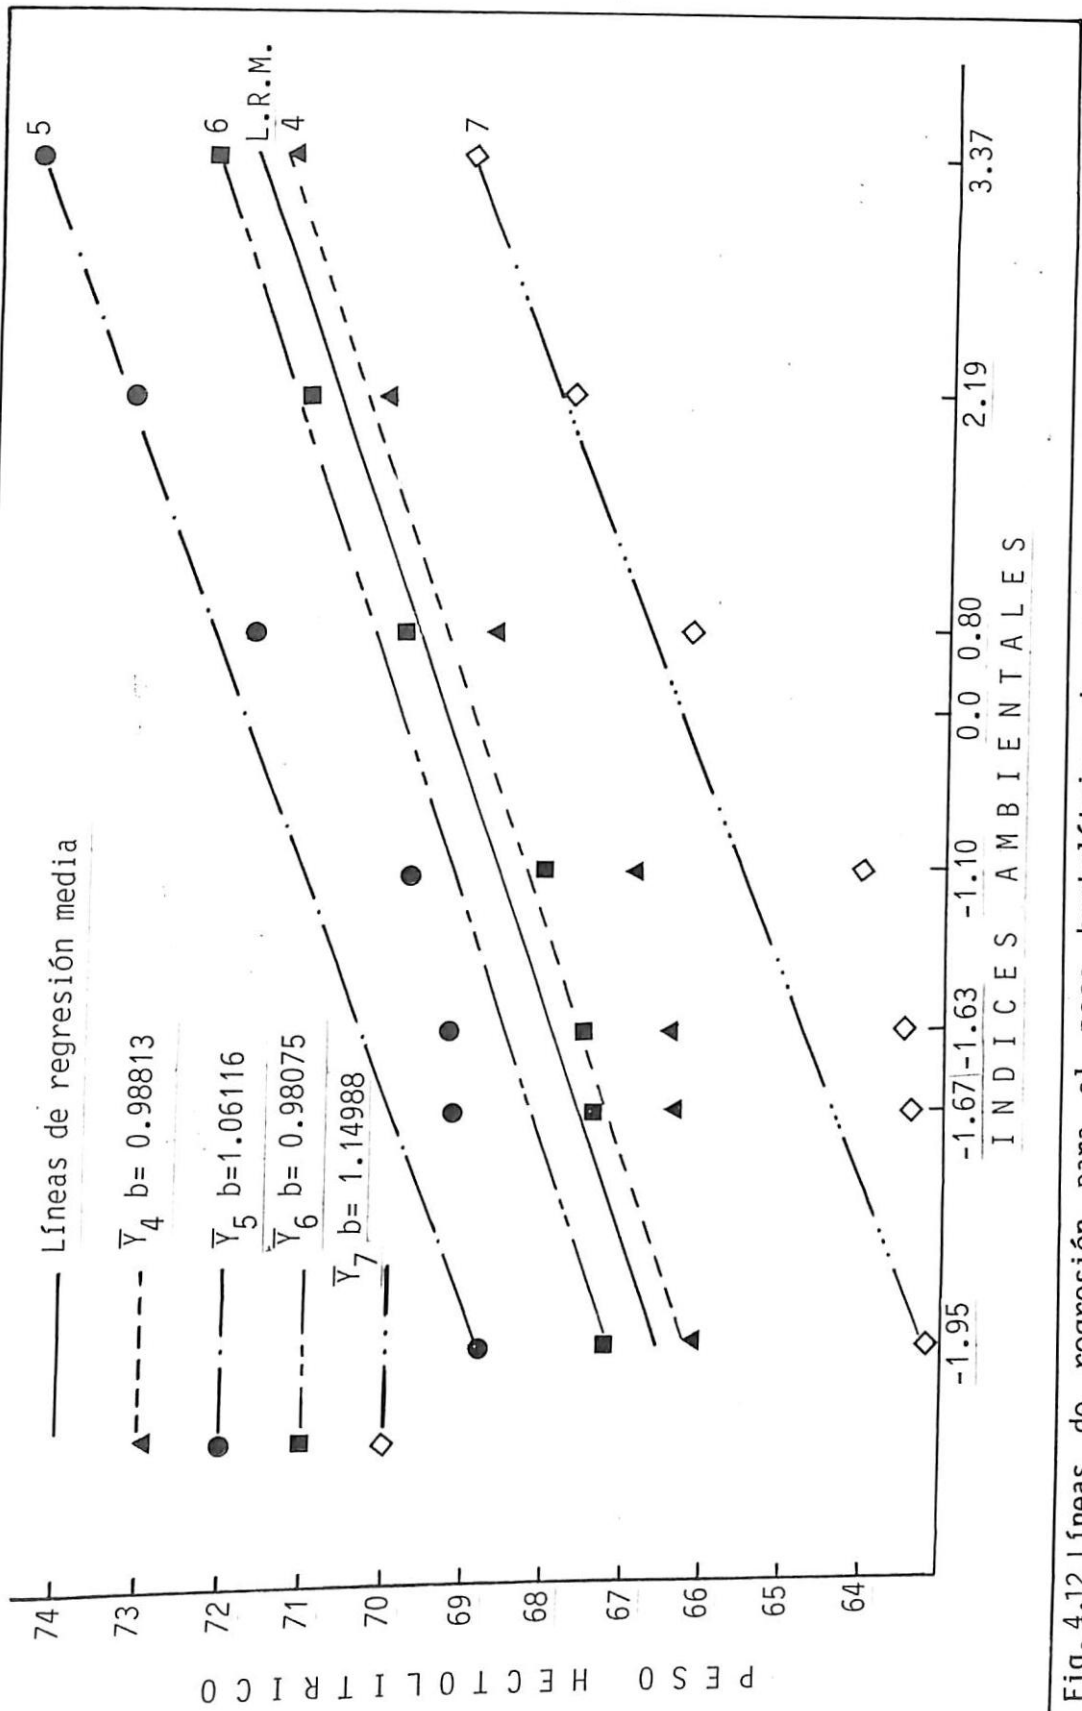 5
6
L.R.M.
4
7
Líneas de regresión media
Y̅4 b= 0.98813
Y̅5 b=1.06116
Y̅6 b= 0.98075
Y̅7 b= 1.14988
74
73
72
71
70
69
68
67
66
65
64
PESO HECTOLITRICO
-1.95
-1.67
-1.63
-1.10
0.0
0.80
2.19
3.37
INDICES AMBIENTALES
Fig. 4.12 Líneas de regresión para el peso